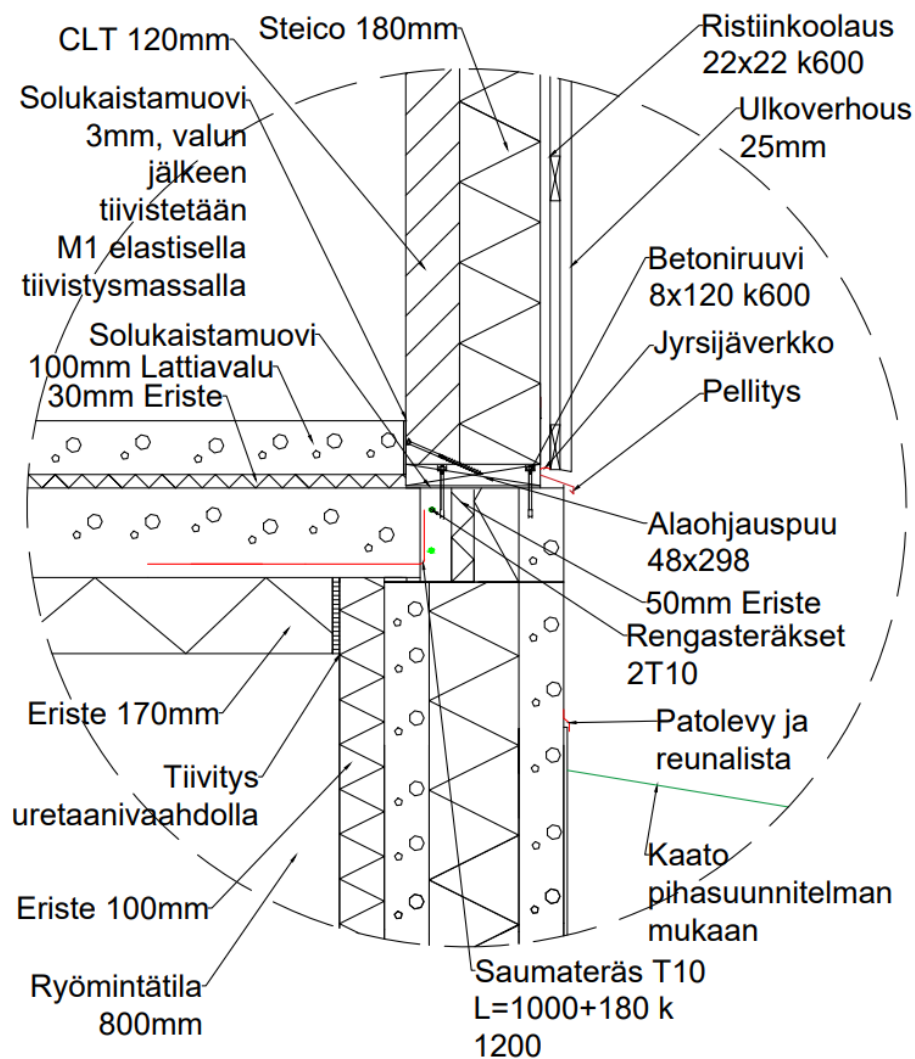 CLT 120mm
Steico 180mm
Ristiinkoolaus
22x22 k600
Solukaistamuovi
3mm, valun
jälkeen
tiivistetään
M1 elastisella
tiivistysmassalla
Ulkoverhous
25mm
Betoniruuvi
8x120 k600
Solukaistamuovi
100mm Lattiavalu
30mm Eriste
Jyrsijäverkko
Pellitys
Alaohjauspuu
48x298
50mm Eriste
Rengasteräkset
2T10
Eriste 170mm
Patolevy ja
reunalista
Tiivitys
uretaanivaahdolla
Kaato
pihasuunnitelman
mukaan
Eriste 100mm
Ryömintätila
800mm
Saumateräs T10
L=1000+180 k
1200